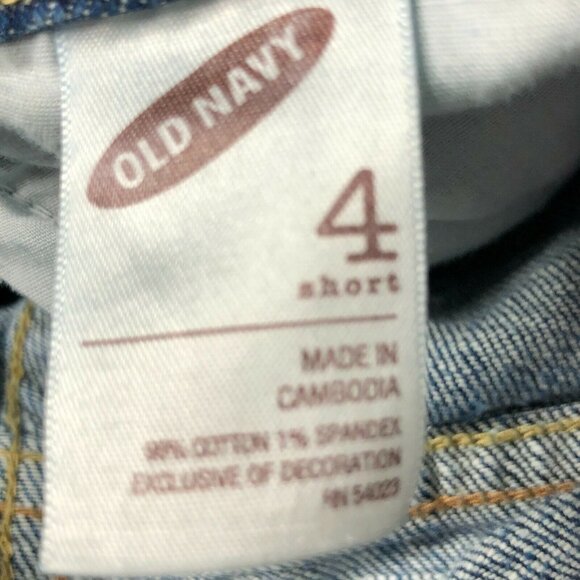 OLD NAVY
4
short
MADE IN
CAMBODIA
99% COTTON 1% SPANDEX
EXCLUSIVE OF DECORATION
RN 54023